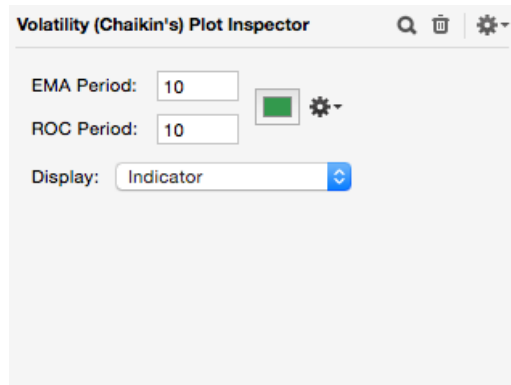 Volatility (Chaikin's) Plot Inspector
EMA Period: 10
ROC Period: 10
Display: Indicator